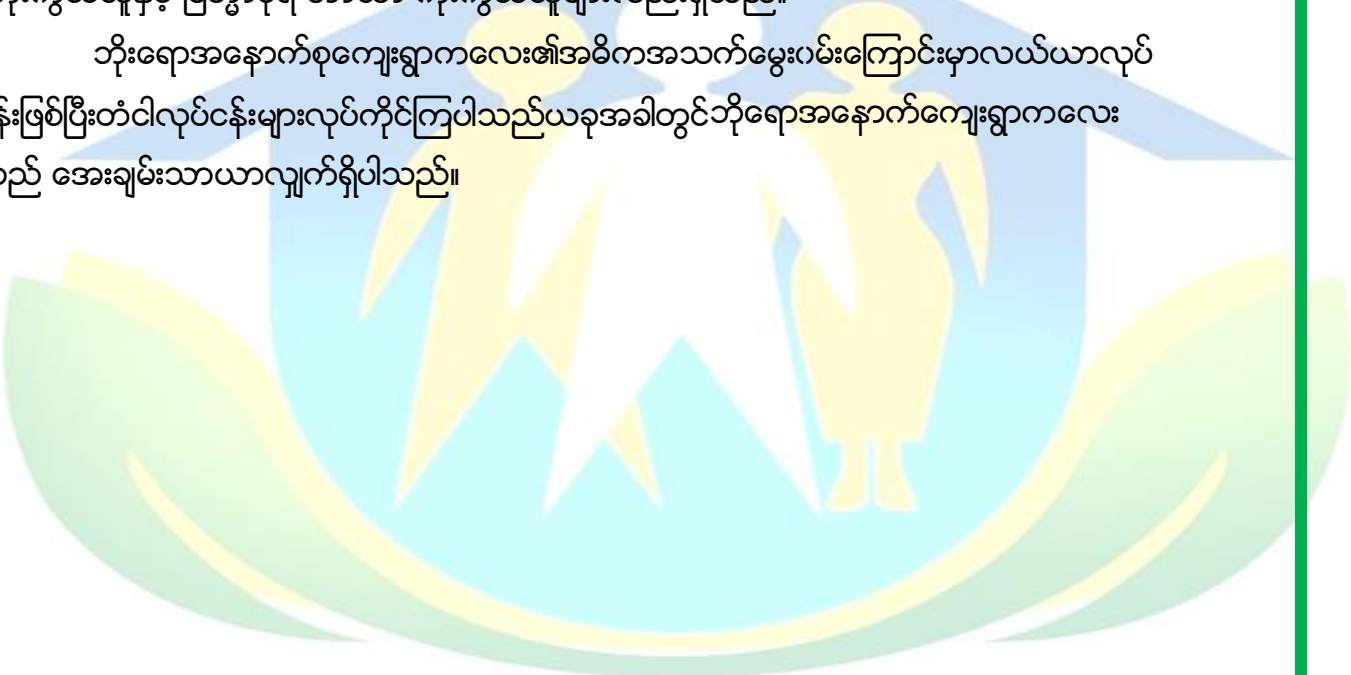 ဘိုးရောအနောက်စုကျေးရွာကလေး၏အဓိကအသက်မွေးဝမ်းကြောင်းမှာလယ်ယာလုပ်
န်းဖြစ်ပြီးတံငါလုပ်ငန်းများလုပ်ကိုင်ကြပါသည်ယခုအခါတွင်ဘိုရောအနောက်ကျေးရွာကလေး
ည် အေးချမ်းသာယာလျှက်ရှိပါသည်။